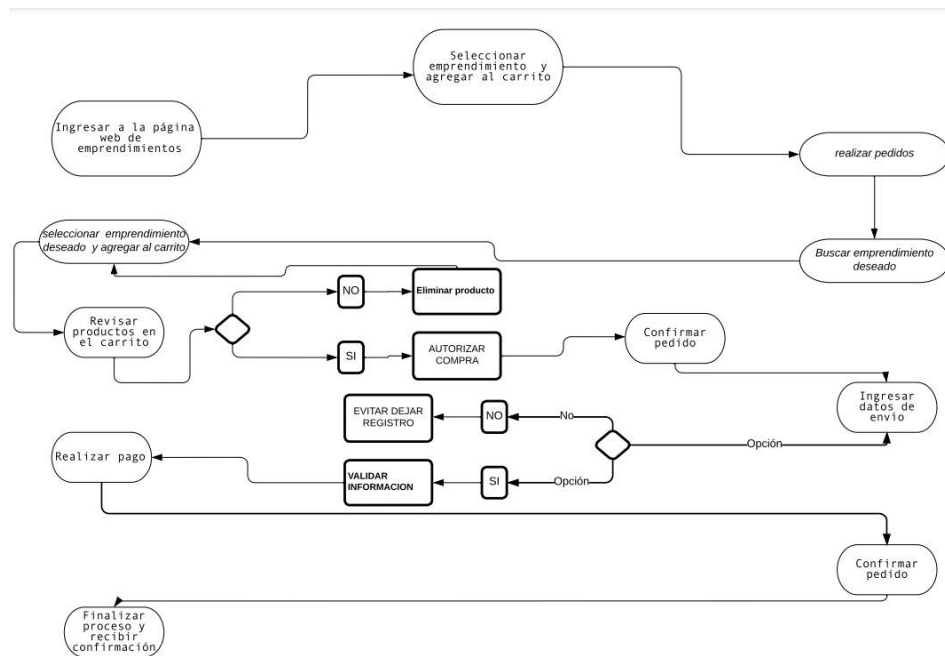 Seleccionar
emprendimiento y
agregar al carrito
Ingresar a la página
web de
emprendimientos
realizar pedidos
seleccionar emprendimiento
deseado y agregar al carrito
Buscar emprendimiento
deseado
NO
Eliminar producto
Revisar
productos en
el carrito
SI
AUTORIZAR
COMPRA
Confirmar
pedido
Ingresar
datos de
envío
EVITAR DEJAR
REGISTRO
NO
No
Opción
Realizar pago
VALIDAR
INFORMACION
SI
Opción
Confirmar
pedido
Finalizar
proceso y
recibir
confirmación